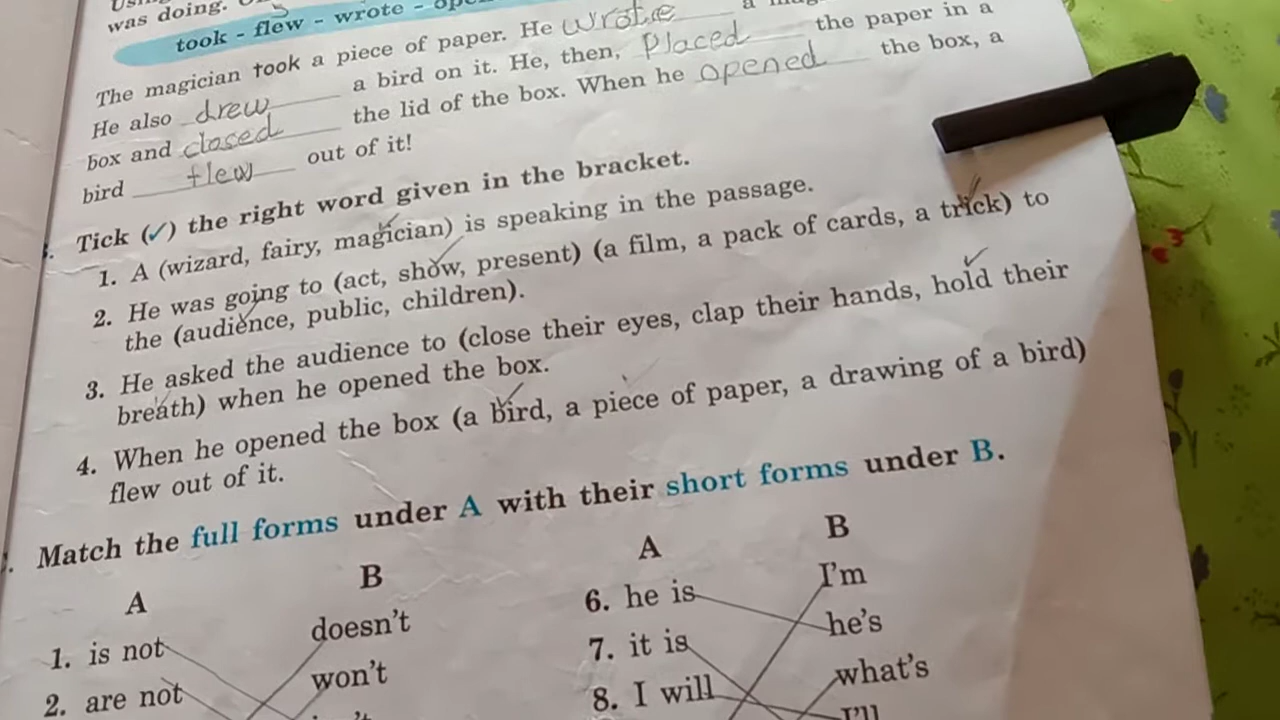 was doing.
took - flew - wrote -
The magician took a piece of paper. He wrote a
He also drew a bird on it. He, then, placed the paper in a
box and closed the lid of the box. When he opened the box, a
bird flew out of it!
Tick (✓) the right word given in the bracket.
1. A (wizard, fairy, magician) is speaking in the passage.
2. He was going to (act, show, present) (a film, a pack of cards, a trick) to
the (audience, public, children).
3. He asked the audience to (close their eyes, clap their hands, hold their
breath) when he opened the box.
4. When he opened the box (a bird, a piece of paper, a drawing of a bird)
flew out of it.
Match the full forms under A with their short forms under B.
A B A B
1. is not doesn't 6. he is I'm
2. are not won't 7. it is he's
8. I will what's
I'll